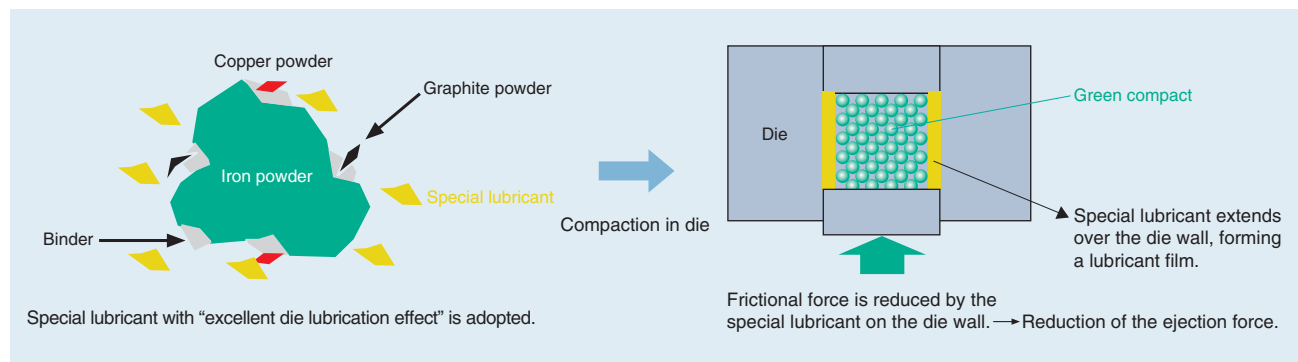 Copper powder
Graphite powder
Iron powder
Special lubricant
Binder
Special lubricant with “excellent die lubrication effect” is adopted.
Compaction in die
Die
Green compact
Special lubricant extends
over the die wall, forming
a lubricant film.
Frictional force is reduced by the
special lubricant on the die wall. → Reduction of the ejection force.